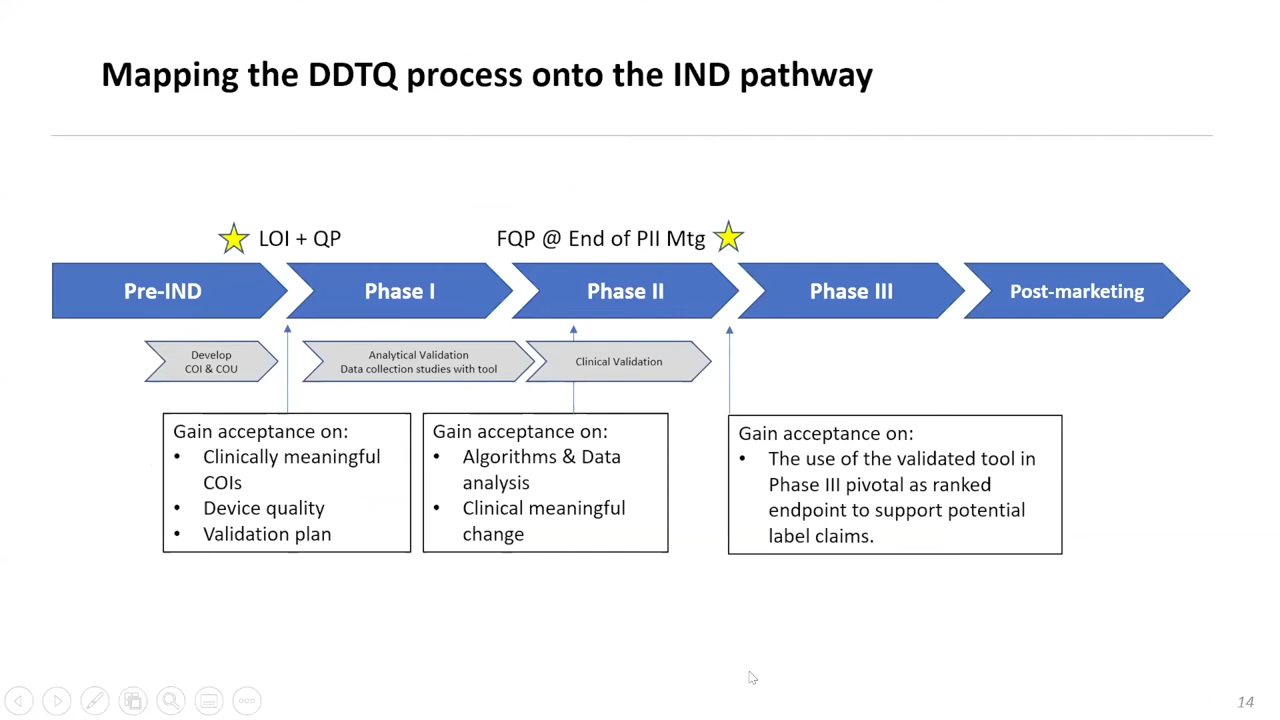 Mapping the DDTQ process onto the IND pathway
LOI + QP
FQP @ End of PII Mtg
Pre-IND
Phase I
Phase II
Phase III
Post-marketing
Develop
COI & COU
Analytical Validation
Data collection studies with tool
Clinical Validation
Gain acceptance on:
• Clinically meaningful
COIs
• Device quality
• Validation plan
Gain acceptance on:
• Algorithms & Data
analysis
• Clinical meaningful
change
Gain acceptance on:
• The use of the validated tool in
Phase III pivotal as ranked
endpoint to support potential
label claims.
14